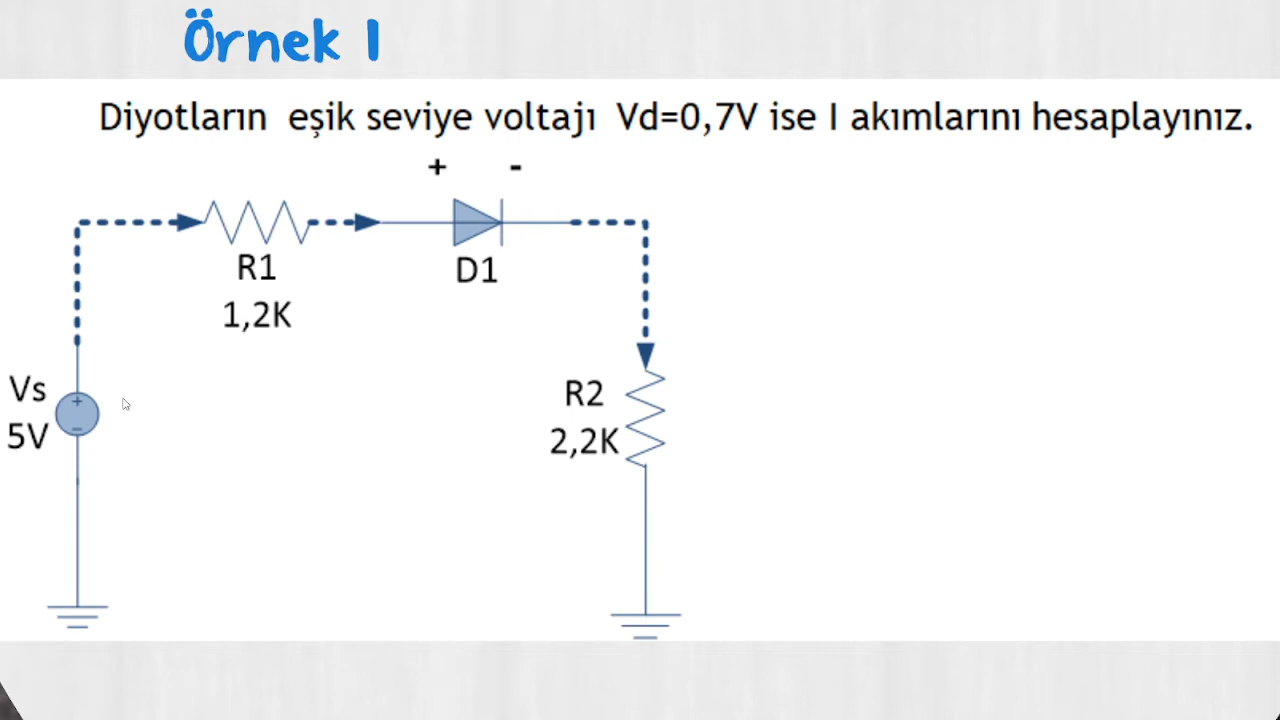 Örnek 1
Diyotların eşik seviye voltajı Vd=0,7V ise I akımlarını hesaplayınız.
+ -
R1
1,2K
D1
Vs
5V
+
−
R2
2,2K